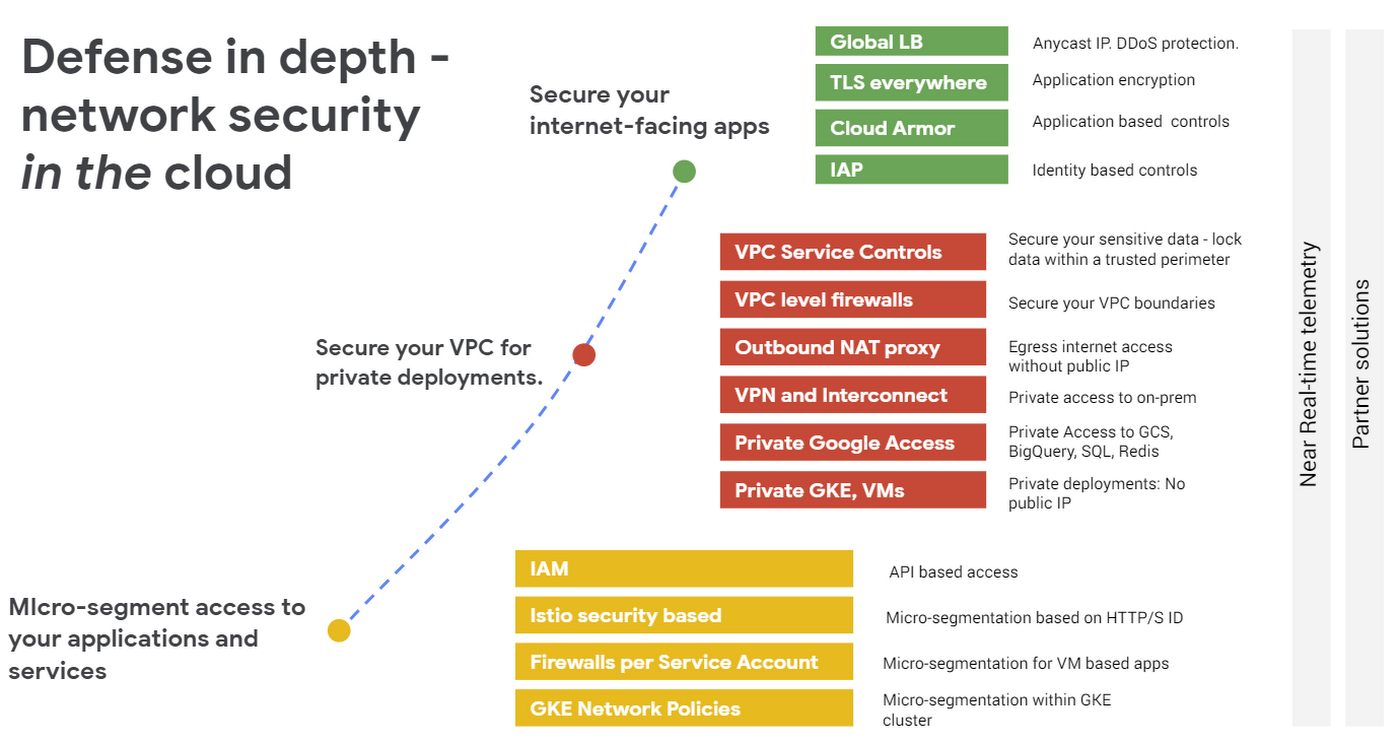 Defense in depth -
network security
in the cloud
Secure your
internet-facing apps
Global LB
Anycast IP. DDoS protection.
TLS everywhere
Application encryption
Cloud Armor
Application based  controls
IAP
Identity based controls
Secure your VPC for
private deployments.
VPC Service Controls
Secure your sensitive data - lock
data within a trusted perimeter
VPC level firewalls
Secure your VPC boundaries
Outbound NAT proxy
Egress internet access
without public IP
VPN and Interconnect
Private access to on-prem
Private Google Access
Private Access to GCS,
BigQuery, SQL, Redis
Private GKE, VMs
Private deployments: No
public IP
MIcro-segment access to
your applications and
services
IAM
API based access
Istio security based
Micro-segmentation based on HTTP/S ID
Firewalls per Service Account
Micro-segmentation for VM based apps
GKE Network Policies
Micro-segmentation within GKE
cluster
Near Real-time telemetry
Partner solutions